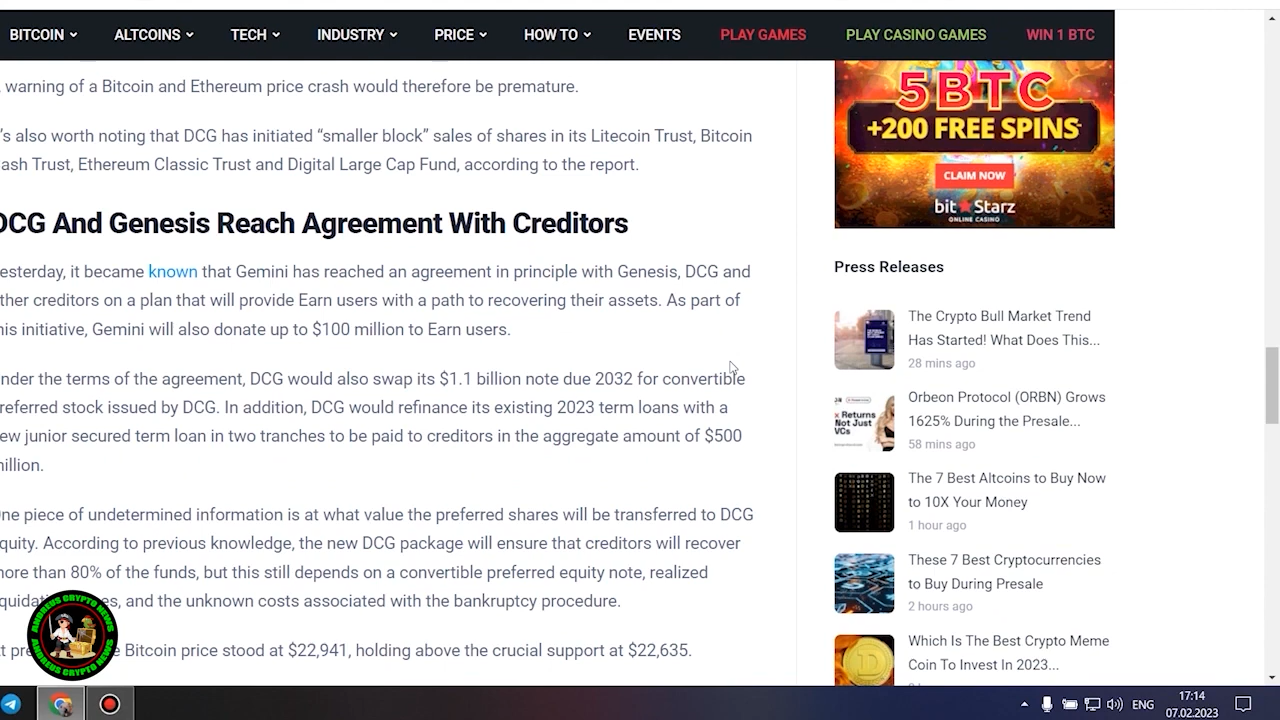 BITCOIN ALTCOINS TECH INDUSTRY PRICE HOW TO EVENTS PLAY GAMES PLAY CASINO GAMES WIN 1 BTC
warning of a Bitcoin and Ethereum price crash would therefore be premature.
's also worth noting that DCG has initiated “smaller block” sales of shares in its Litecoin Trust, Bitcoin
ash Trust, Ethereum Classic Trust and Digital Large Cap Fund, according to the report.
DCG And Genesis Reach Agreement With Creditors
esterday, it became known that Gemini has reached an agreement in principle with Genesis, DCG and
ther creditors on a plan that will provide Earn users with a path to recovering their assets. As part of
his initiative, Gemini will also donate up to $100 million to Earn users.
nder the terms of the agreement, DCG would also swap its $1.1 billion note due 2032 for convertible
referred stock issued by DCG. In addition, DCG would refinance its existing 2023 term loans with a
ew junior secured term loan in two tranches to be paid to creditors in the aggregate amount of $500
illion.
ne piece of undetermined information is at what value the preferred shares will be transferred to DCG
quity. According to previous knowledge, the new DCG package will ensure that creditors will recover
ore than 80% of the funds, but this still depends on a convertible preferred equity note, realized
quidat es, and the unknown costs associated with the bankruptcy procedure.
t pre Bitcoin price stood at $22,941, holding above the crucial support at $22,635.
ANDREUS CRYPTO NEWS
ANDREUS CRYPTO NEWS
5BTC
+200 FREE SPINS
CLAIM NOW
bitStarz
ONLINE CASINO
Press Releases
The Crypto Bull Market Trend
Has Started! What Does This...
28 mins ago
Returns
Not Just
VCs
Orbeon Protocol (ORBN) Grows
1625% During the Presale...
58 mins ago
The 7 Best Altcoins to Buy Now
to 10X Your Money
1 hour ago
These 7 Best Cryptocurrencies
to Buy During Presale
2 hours ago
Which Is The Best Crypto Meme
Coin To Invest In 2023...
ENG
17:14
07.02.2023